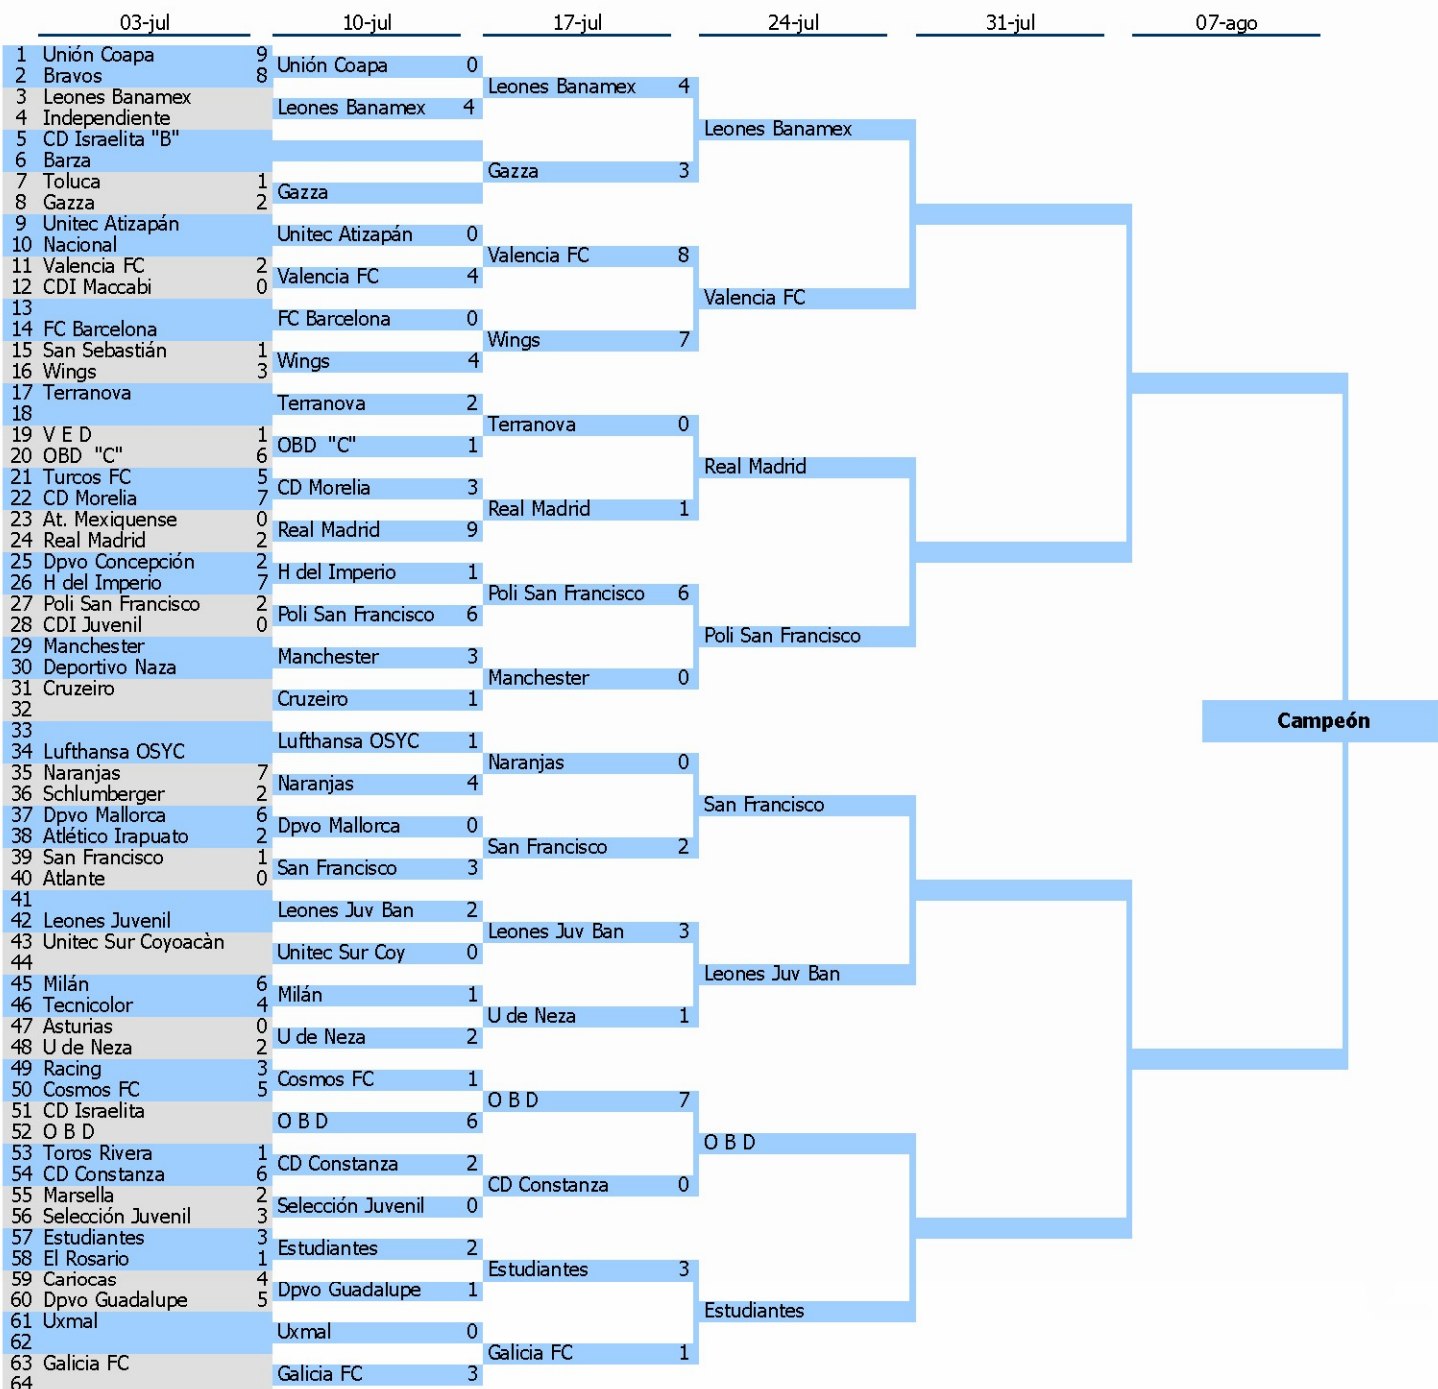 03-jul 10-jul 17-jul 24-jul 31-jul 07-ago
1 Unión Coapa 9
2 Bravos 8
3 Leones Banamex
4 Independiente
5 CD Israelita "B"
6 Barza
7 Toluca 1
8 Gazza 2
9 Unitec Atizapán
10 Nacional
11 Valencia FC 2
12 CDI Maccabi 0
13
14 FC Barcelona
15 San Sebastián 1
16 Wings 3
17 Terranova
18
19 V E D 1
20 OBD "C" 6
21 Turcos FC 5
22 CD Morelia 7
23 At. Mexiquense 0
24 Real Madrid 2
25 Dpvo Concepción 2
26 H del Imperio 7
27 Poli San Francisco 2
28 CDI Juvenil 0
29 Manchester
30 Deportivo Naza
31 Cruzeiro
32
33
34 Lufthansa OSYC
35 Naranjas 7
36 Schlumberger 2
37 Dpvo Mallorca 6
38 Atlético Irapuato 2
39 San Francisco 1
40 Atlante 0
41
42 Leones Juvenil
43 Unitec Sur Coyoacàn
44
45 Milán 6
46 Tecnicolor 4
47 Asturias 0
48 U de Neza 2
49 Racing 3
50 Cosmos FC 5
51 CD Israelita
52 O B D
53 Toros Rivera 1
54 CD Constanza 6
55 Marsella 2
56 Selección Juvenil 3
57 Estudiantes 3
58 El Rosario 1
59 Cariocas 4
60 Dpvo Guadalupe 5
61 Uxmal
62
63 Galicia FC
64
Unión Coapa 0
Leones Banamex 4
Gazza
Unitec Atizapán 0
Valencia FC 4
FC Barcelona 0
Wings 4
Terranova 2
OBD "C" 1
CD Morelia 3
Real Madrid 9
H del Imperio 1
Poli San Francisco 6
Manchester 3
Cruzeiro 1
Lufthansa OSYC 1
Naranjas 4
Dpvo Mallorca 0
San Francisco 3
Leones Juv Ban 2
Unitec Sur Coy 0
Milán 1
U de Neza 2
Cosmos FC 1
O B D 6
CD Constanza 2
Selección Juvenil 0
Estudiantes 2
Dpvo Guadalupe 1
Uxmal 0
Galicia FC 3
Leones Banamex 4
Gazza 3
Valencia FC 8
Wings 7
Terranova 0
Real Madrid 1
Poli San Francisco 6
Manchester 0
Naranjas 0
San Francisco 2
Leones Juv Ban 3
U de Neza 1
O B D 7
CD Constanza 0
Estudiantes 3
Galicia FC 1
Leones Banamex
Valencia FC
Real Madrid
Poli San Francisco
San Francisco
Leones Juv Ban
O B D
Estudiantes
Campeón